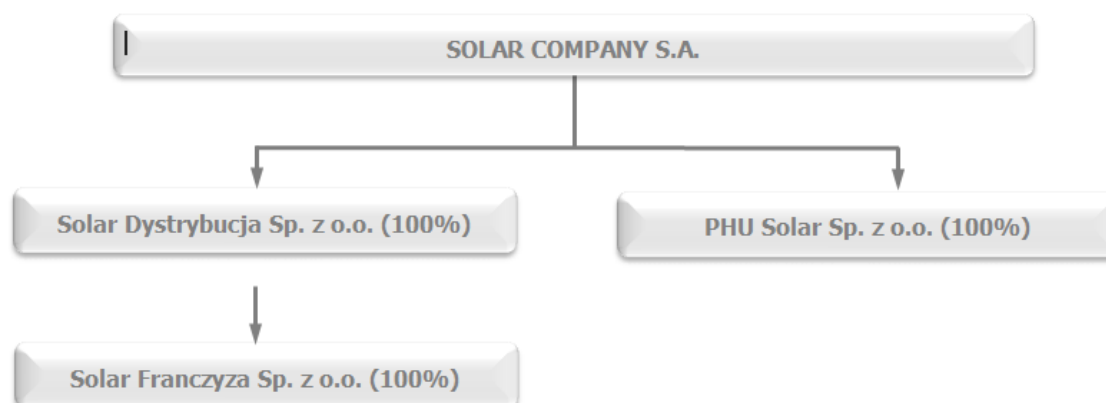 SOLAR COMPANY S.A.
Solar Dystrybucja Sp. z o.o. (100%)
PHU Solar Sp. z o.o. (100%)
Solar Franczyza Sp. z o.o. (100%)